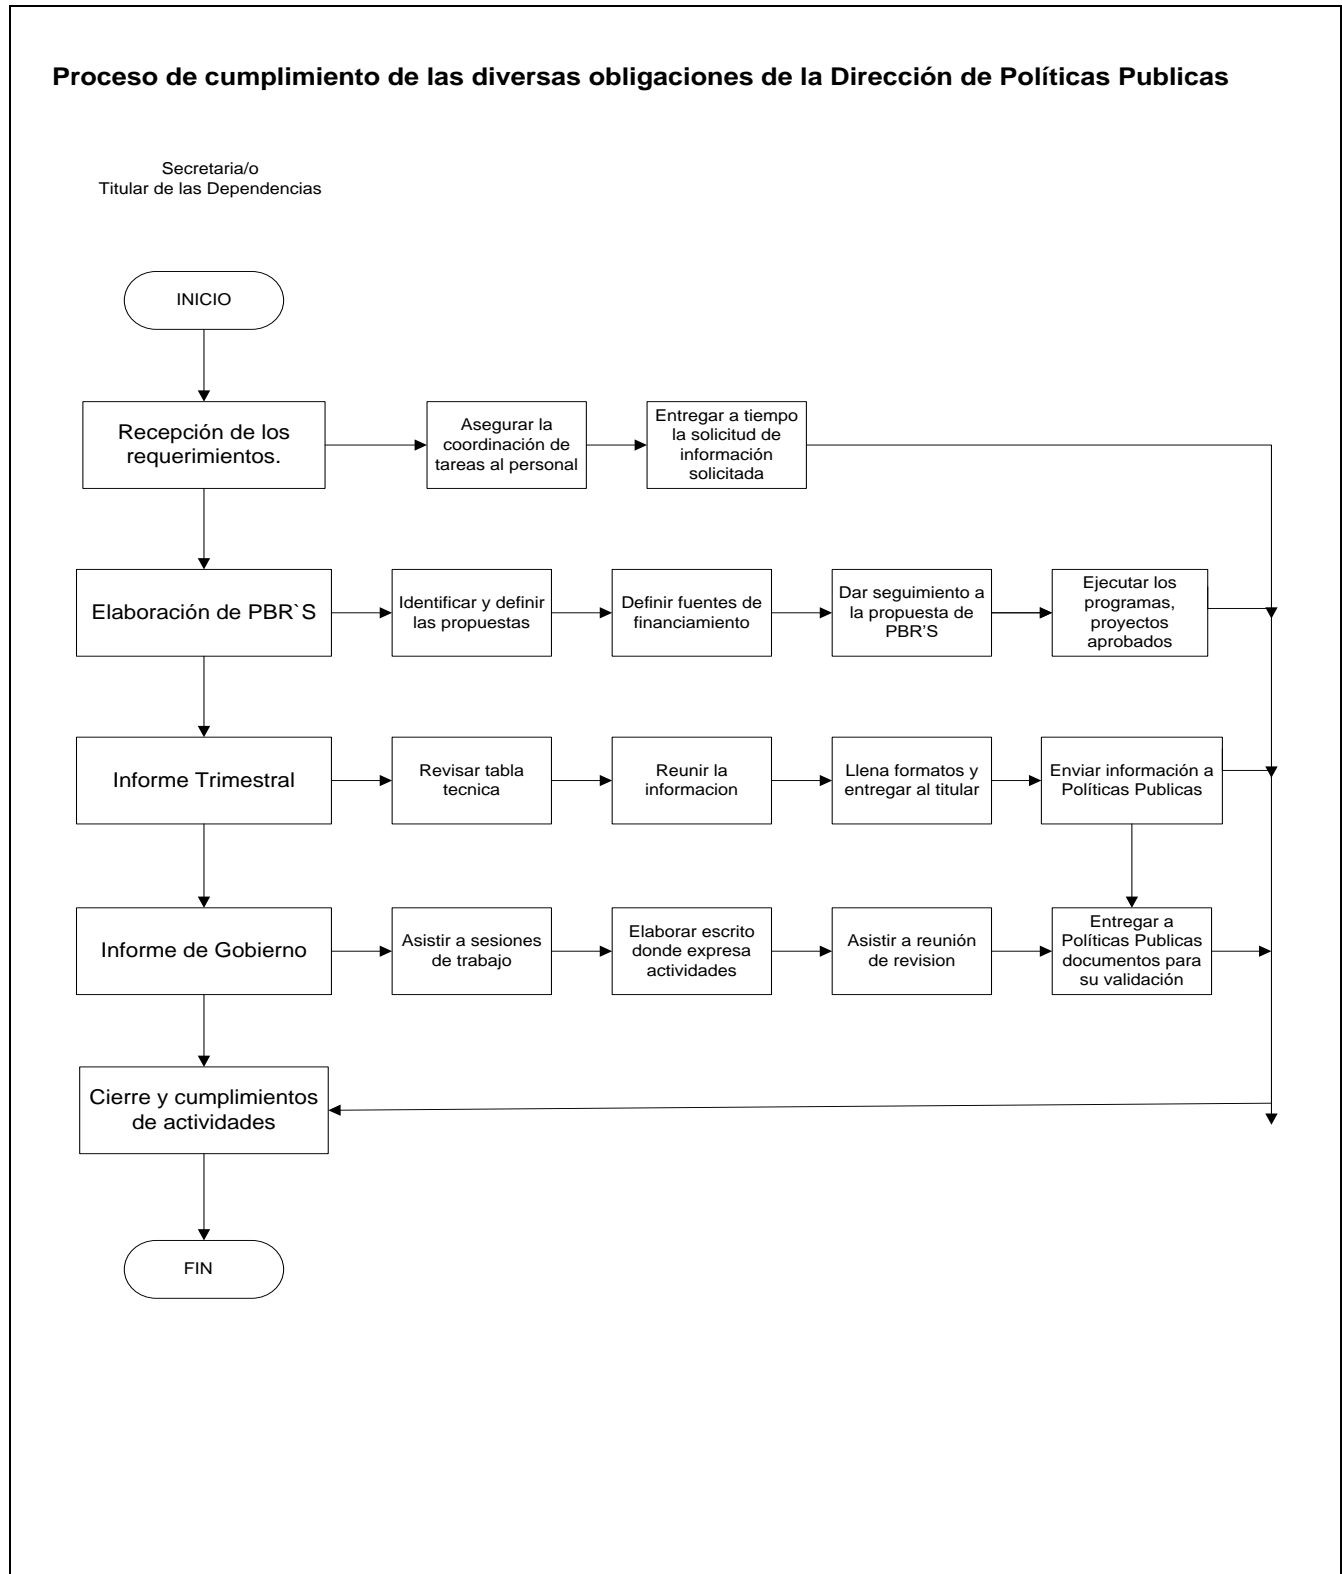 Proceso de cumplimiento de las diversas obligaciones de la Dirección de Políticas Publicas
Secretaria/o
Titular de las Dependencias
INICIO
Recepción de los
requerimientos.
Asegurar la
coordinación de
tareas al personal
Entregar a tiempo
la solicitud de
información
solicitada
Elaboración de PBR`S
Identificar y definir
las propuestas
Definir fuentes de
financiamiento
Dar seguimiento a
la propuesta de
PBR’S
Ejecutar los
programas,
proyectos
aprobados
Informe Trimestral
Revisar tabla
tecnica
Reunir la
informacion
Llena formatos y
entregar al titular
Enviar información a
Políticas Publicas
Informe de Gobierno
Asistir a sesiones
de trabajo
Elaborar escrito
donde expresa
actividades
Asistir a reunión
de revision
Entregar a
Políticas Publicas
documentos para
su validación
Cierre y cumplimientos
de actividades
FIN